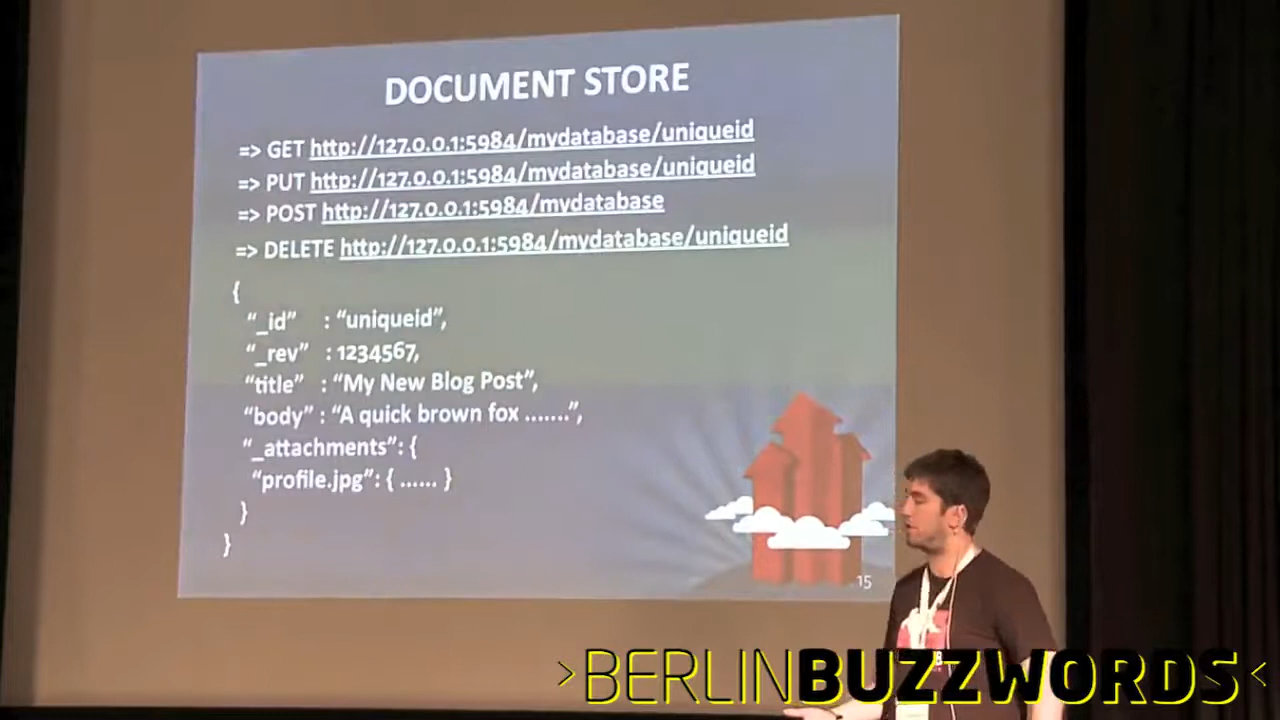 DOCUMENT STORE
=> GET http://127.0.0.1:5984/mydatabase/uniqueid
=> PUT http://127.0.0.1:5984/mydatabase/uniqueid
=> POST http://127.0.0.1:5984/mydatabase
=> DELETE http://127.0.0.1:5984/mydatabase/uniqueid
{
“_id” : “uniqueid”,
“_rev” : 1234567,
“title” : “My New Blog Post”,
“body” : “A quick brown fox .......”,
“_attachments”: {
“profile.jpg”: { ...... }
}
}
15
>BERLINBUZZWORDS<